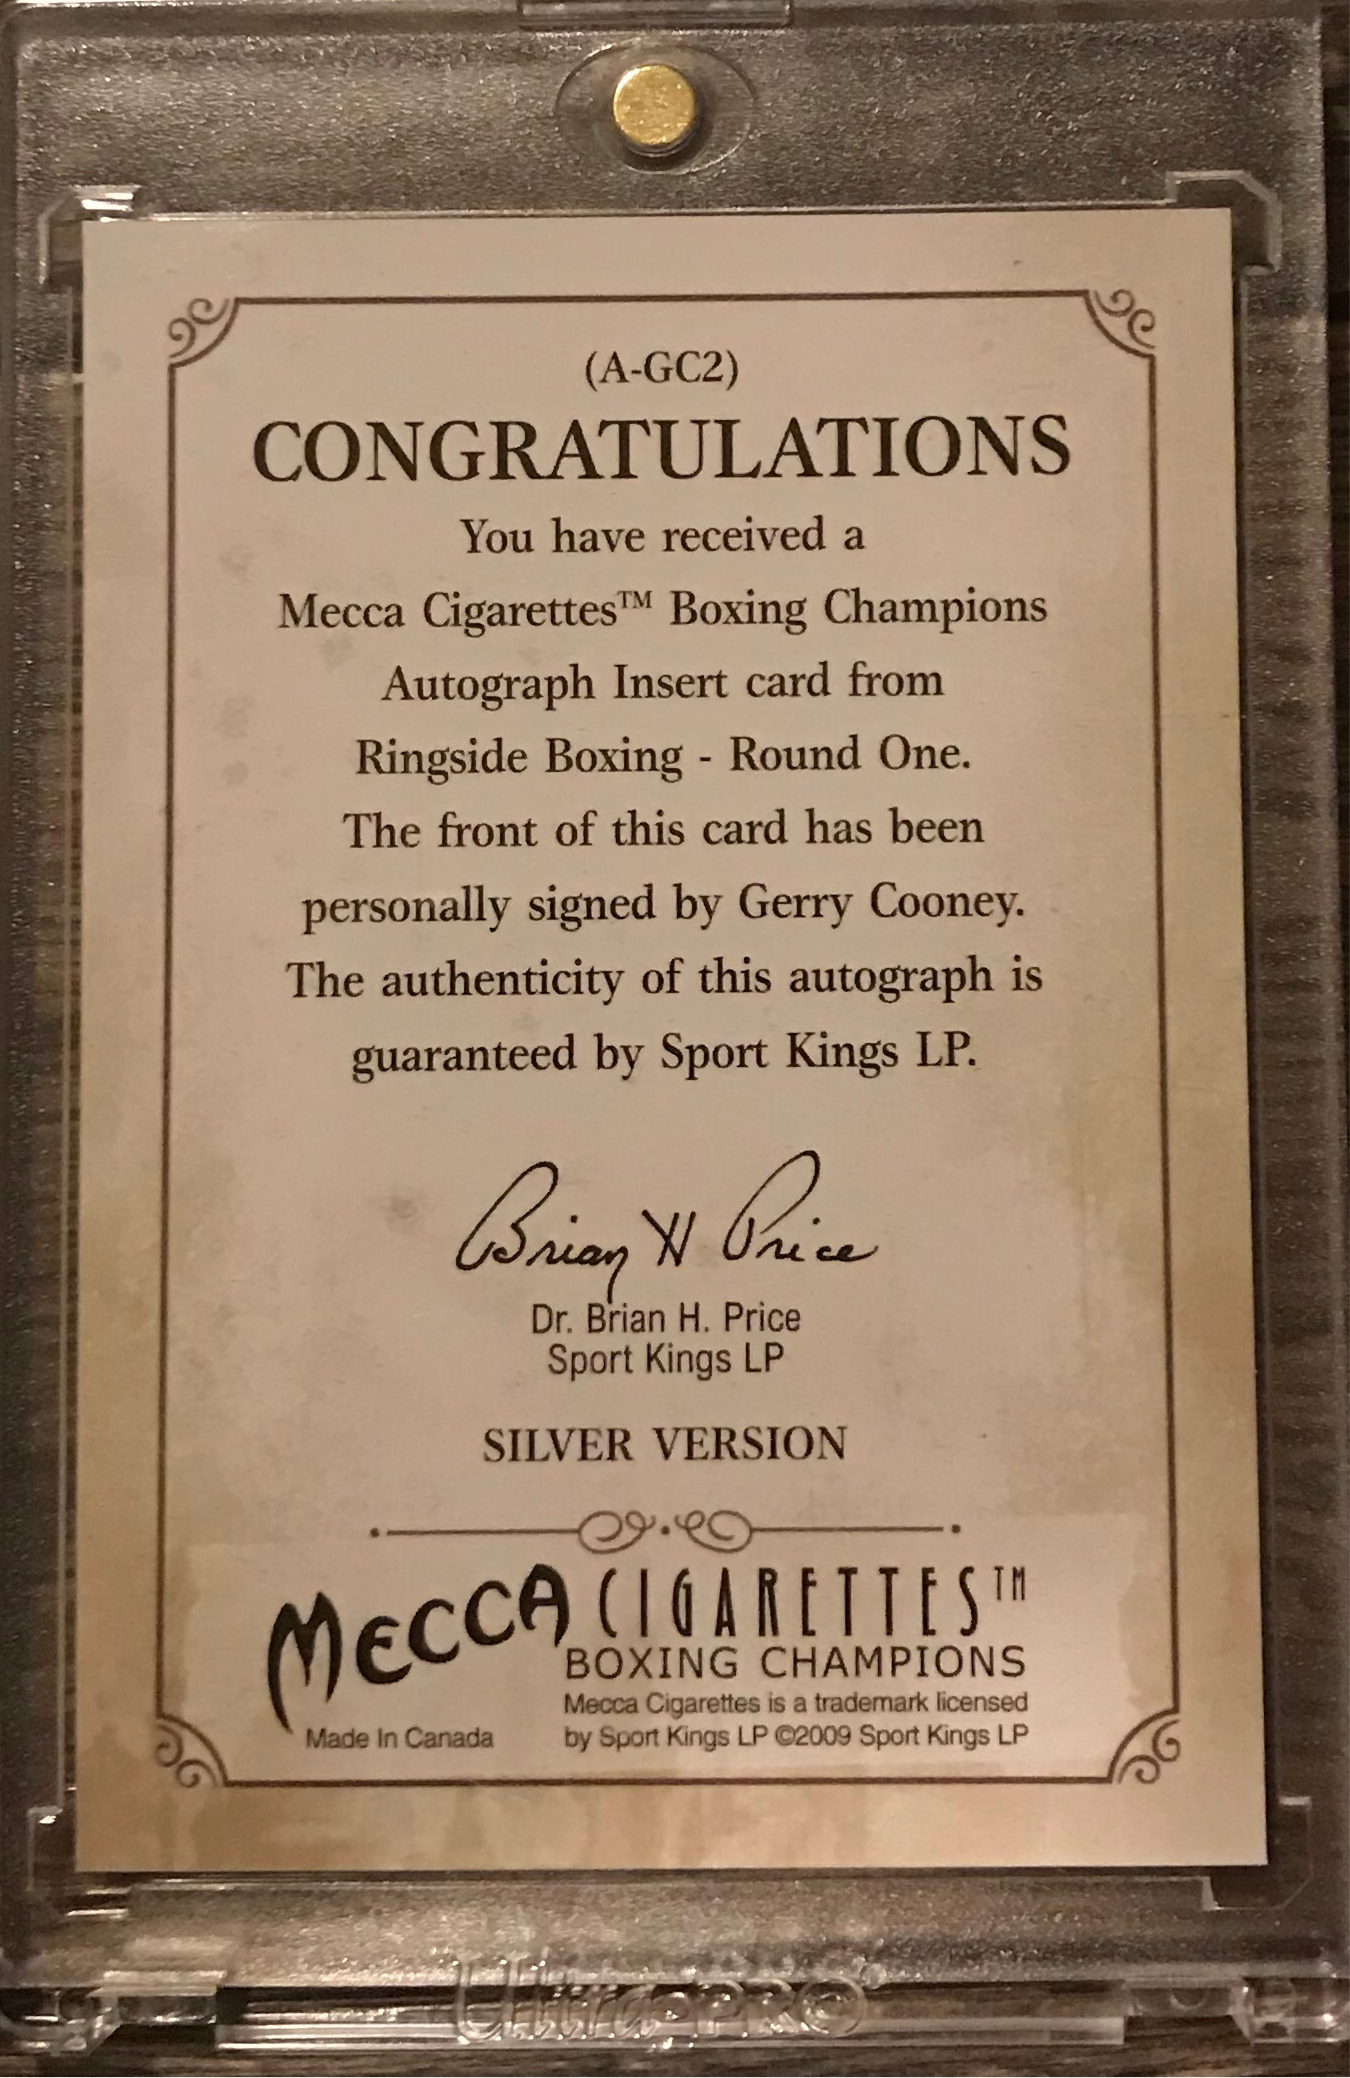 (A-GC2)
CONGRATULATIONS
You have received a
Mecca Cigarettes™ Boxing Champions
Autograph Insert card from
Ringside Boxing - Round One.
The front of this card has been
personally signed by Gerry Cooney.
The authenticity of this autograph is
guaranteed by Sport Kings LP.
Brian H Price
Dr. Brian H. Price
Sport Kings LP
SILVER VERSION
MECCA CIGARETTES™
BOXING CHAMPIONS
Mecca Cigarettes is a trademark licensed
Made In Canada by Sport Kings LP ©2009 Sport Kings LP
Ultra•PRO®